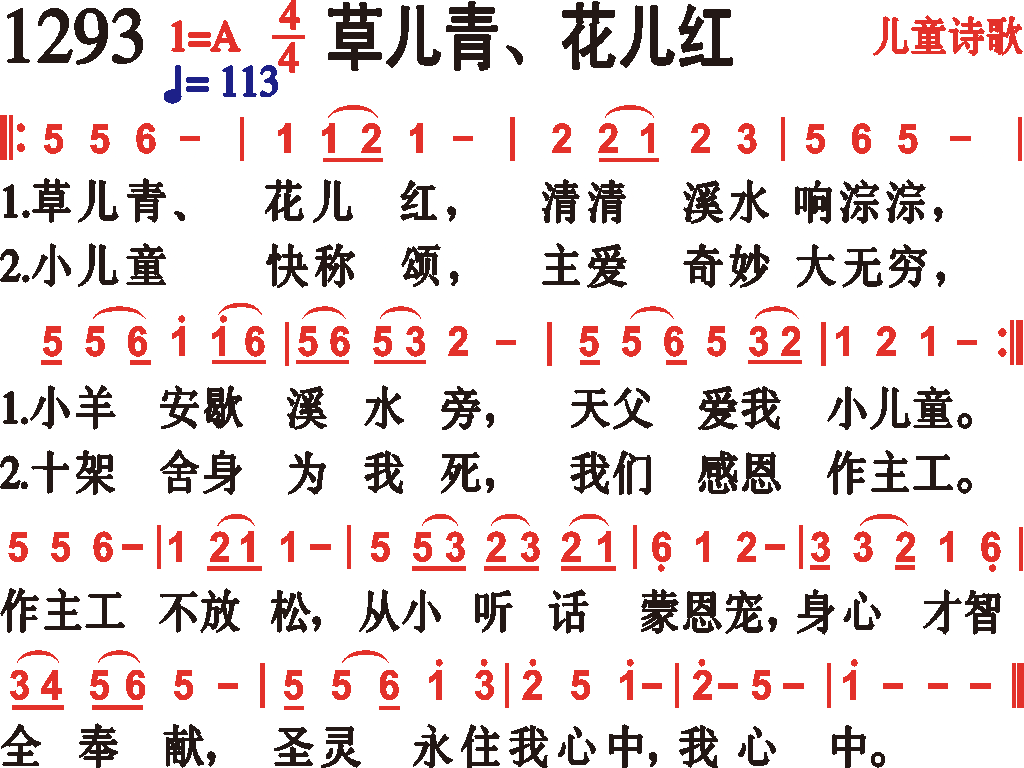 1293 1=A 4/4 草儿青、花儿红 儿童诗歌
♩= 113
‖: 5 5 6 - | 1 1 2 1 - | 2 2 1 2 3 | 5 6 5 - |
1.草儿青、 花儿 红, 清清 溪水 响淙淙,
2.小儿童 快称 颂, 主爱 奇妙 大无穷,
5 5 6 i i 6 | 5 6 5 3 2 - | 5 5 6 5 3 2 | 1 2 1 - :‖
1.小羊 安歇 溪 水 旁, 天父 爱我 小儿童。
2.十架 舍身 为 我 死, 我们 感恩 作主工。
5 5 6 - | 1 2 1 1 - | 5 5 3 2 3 2 1 | 6̣ 1 2 - | 3 3 2 1 6̣ |
作主工 不放 松, 从小 听 话 蒙恩宠, 身心 才智
3 4 5 6 5 - | 5 5 6 i 3̇ | 2̇ 5 i - | 2̇ - 5 - | i - - - ‖
全 奉 献, 圣灵 永住我心中, 我 心 中。